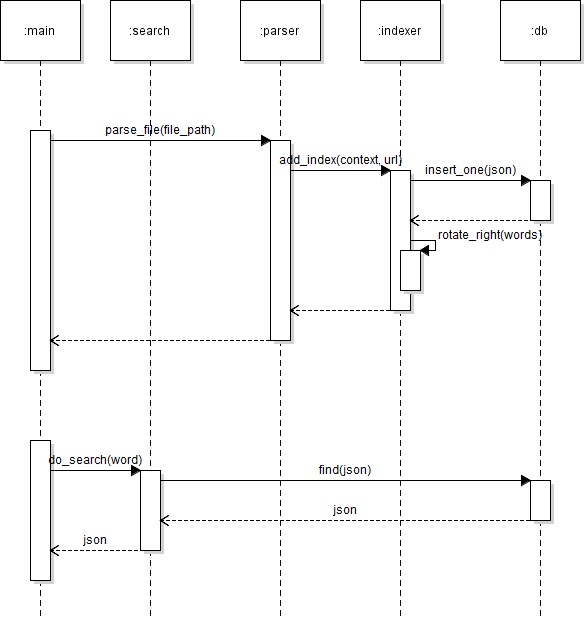 :main
:search
:parser
:indexer
:db
parse_file(file_path)
add_index(context, url)
insert_one(json)
rotate_right(words)
do_search(word)
find(json)
json
json